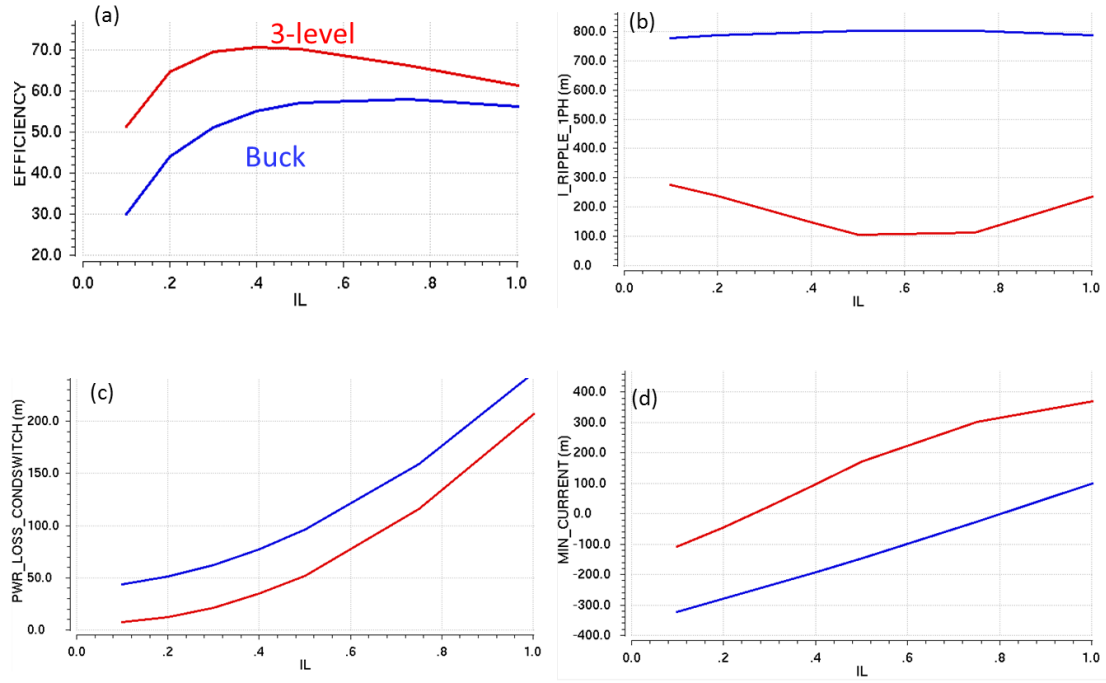 (a)
3-level
Buck
EFFICIENCY
70.0
60.0
50.0
40.0
30.0
20.0
0.0 .2 .4 .6 .8 1.0
IL
(b)
I_RIPPLE_1PH (m)
800.0
700.0
600.0
500.0
400.0
300.0
200.0
100.0
0.0
0.0 .2 .4 .6 .8 1.0
IL
(c)
PWR_LOSS_CONDSWITCH (m)
200.0
150.0
100.0
50.0
0.0
0.0 .2 .4 .6 .8 1.0
IL
(d)
MIN_CURRENT (m)
400.0
300.0
200.0
100.0
0.0
-100.0
-200.0
-300.0
-400.0
0.0 .2 .4 .6 .8 1.0
IL